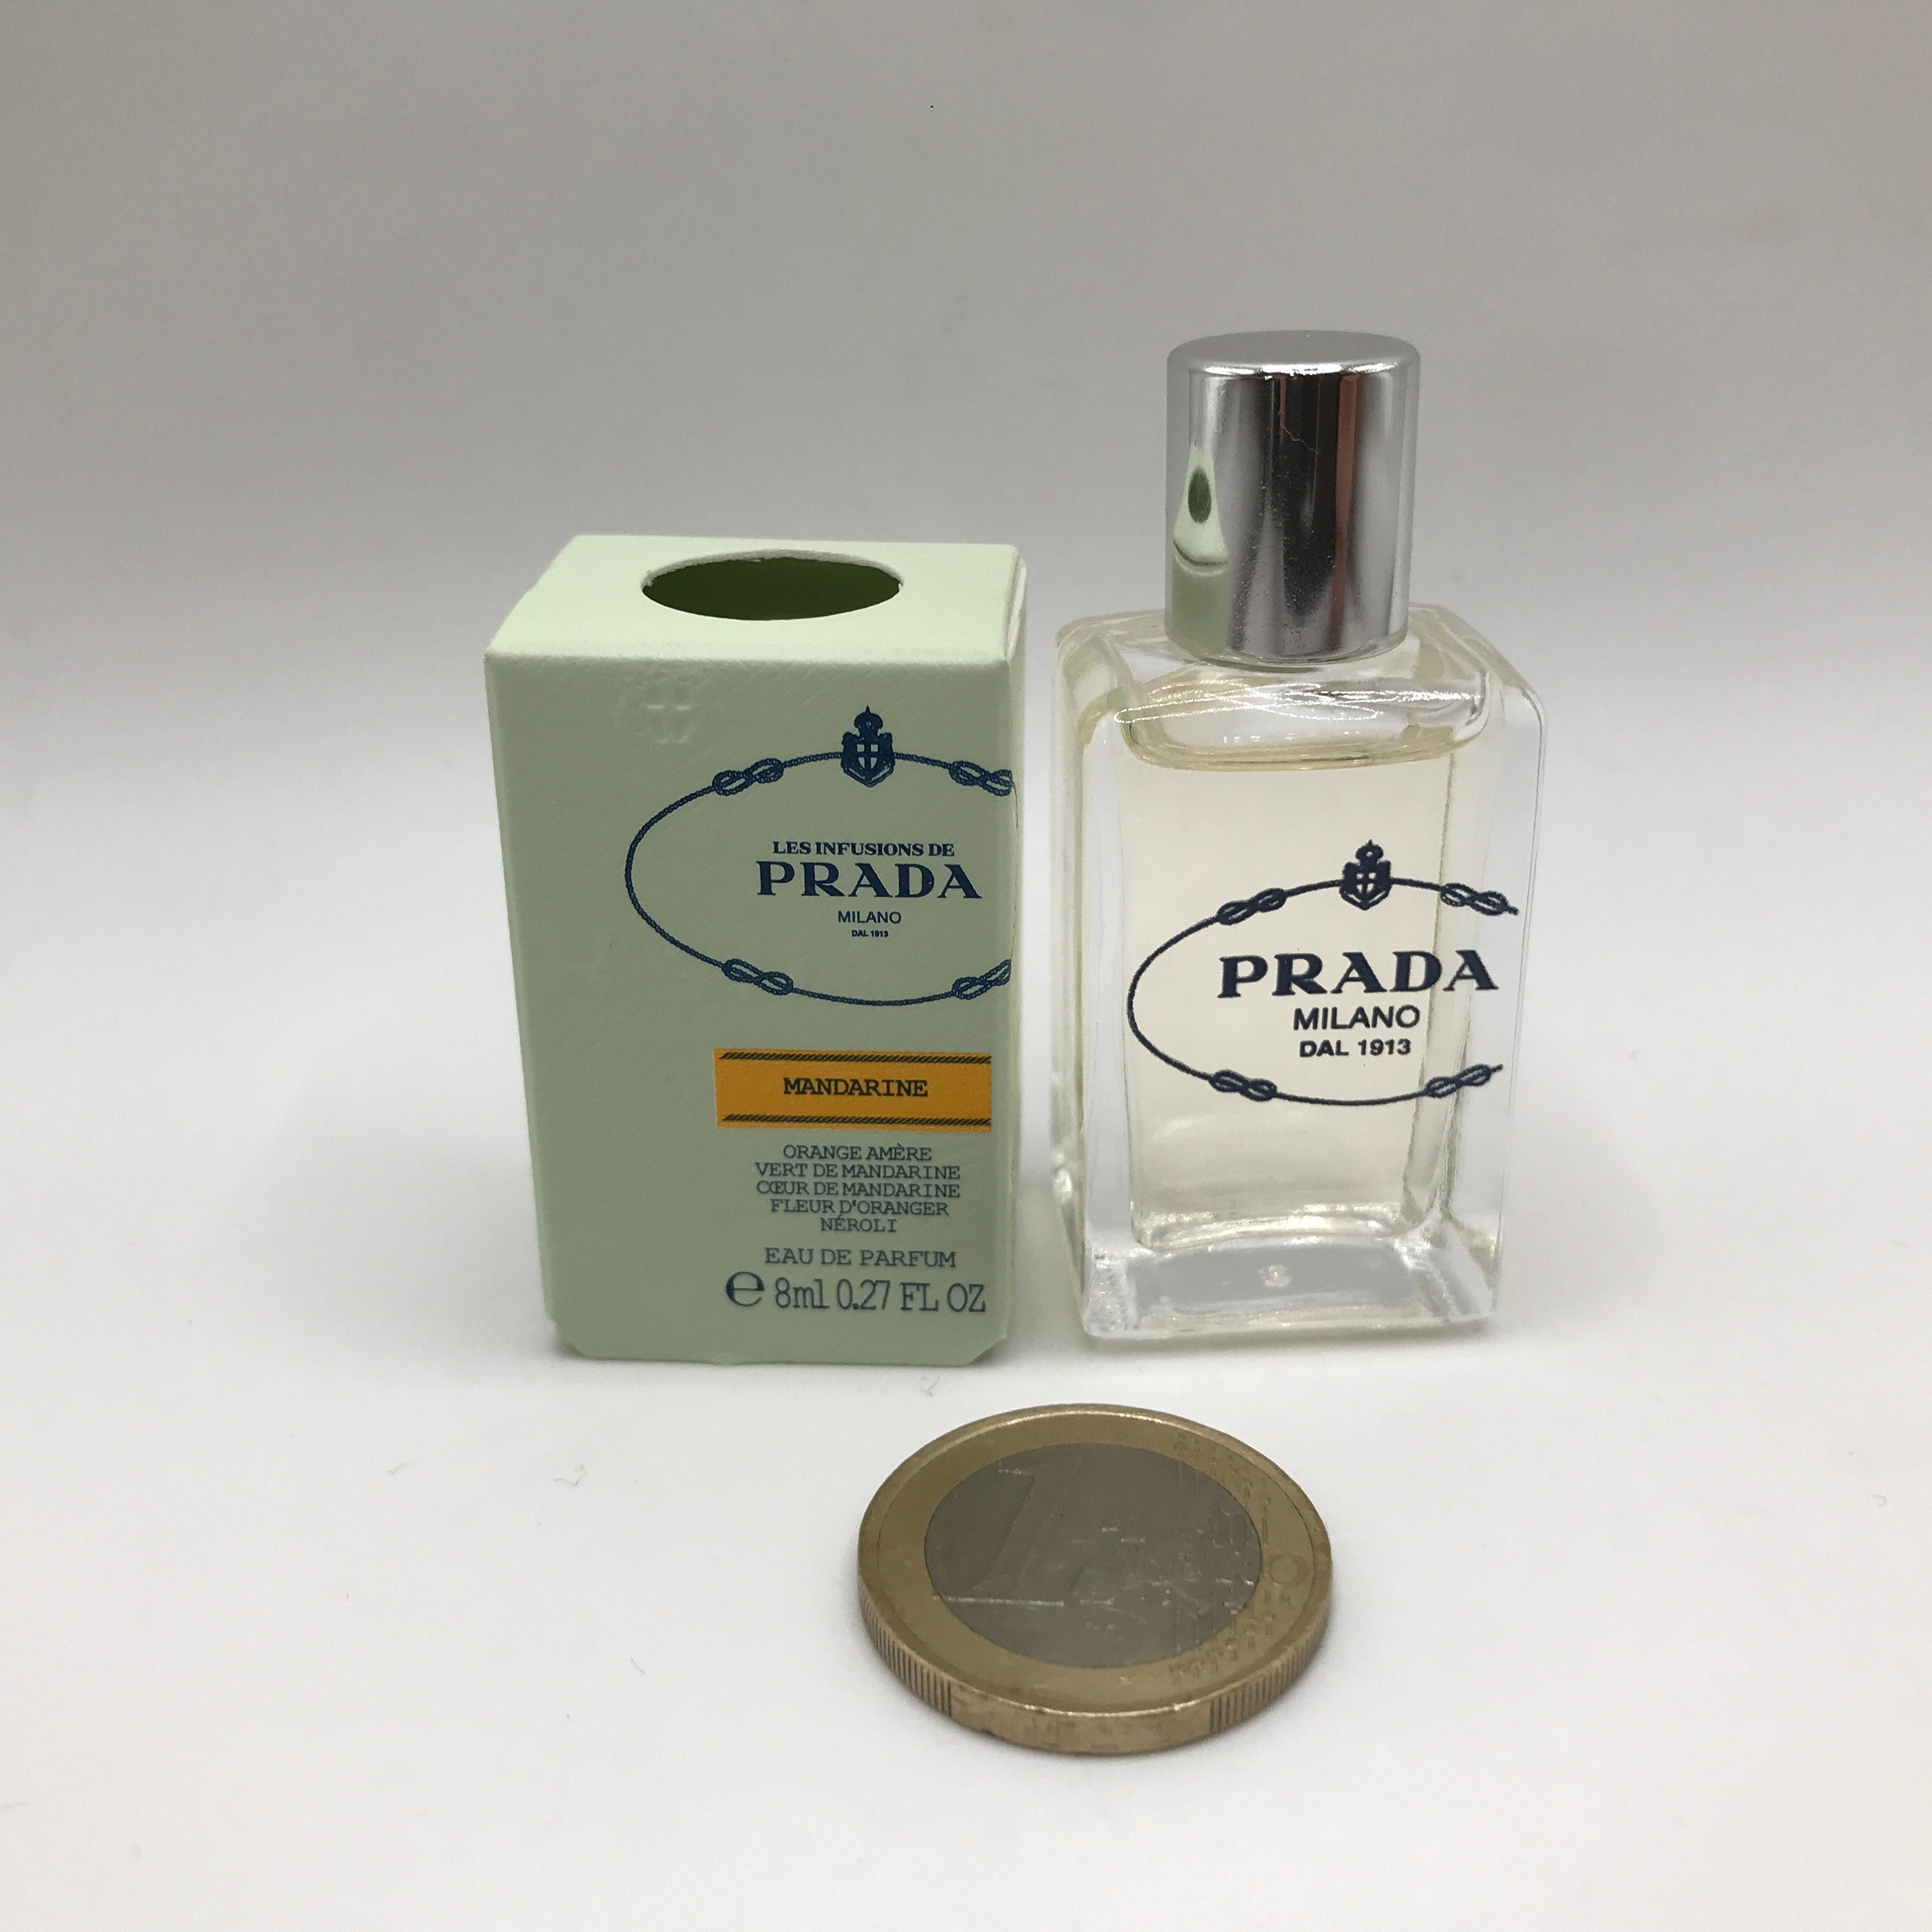 LES INFUSIONS DE
PRADA
MILANO
DAL 1913
MANDARINE
ORANGE AMÈRE
VERT DE MANDARINE
CŒUR DE MANDARINE
FLEUR D'ORANGER
NÉROLI
EAU DE PARFUM
℮ 8ml 0.27 FL OZ
PRADA
MILANO
DAL 1913
1